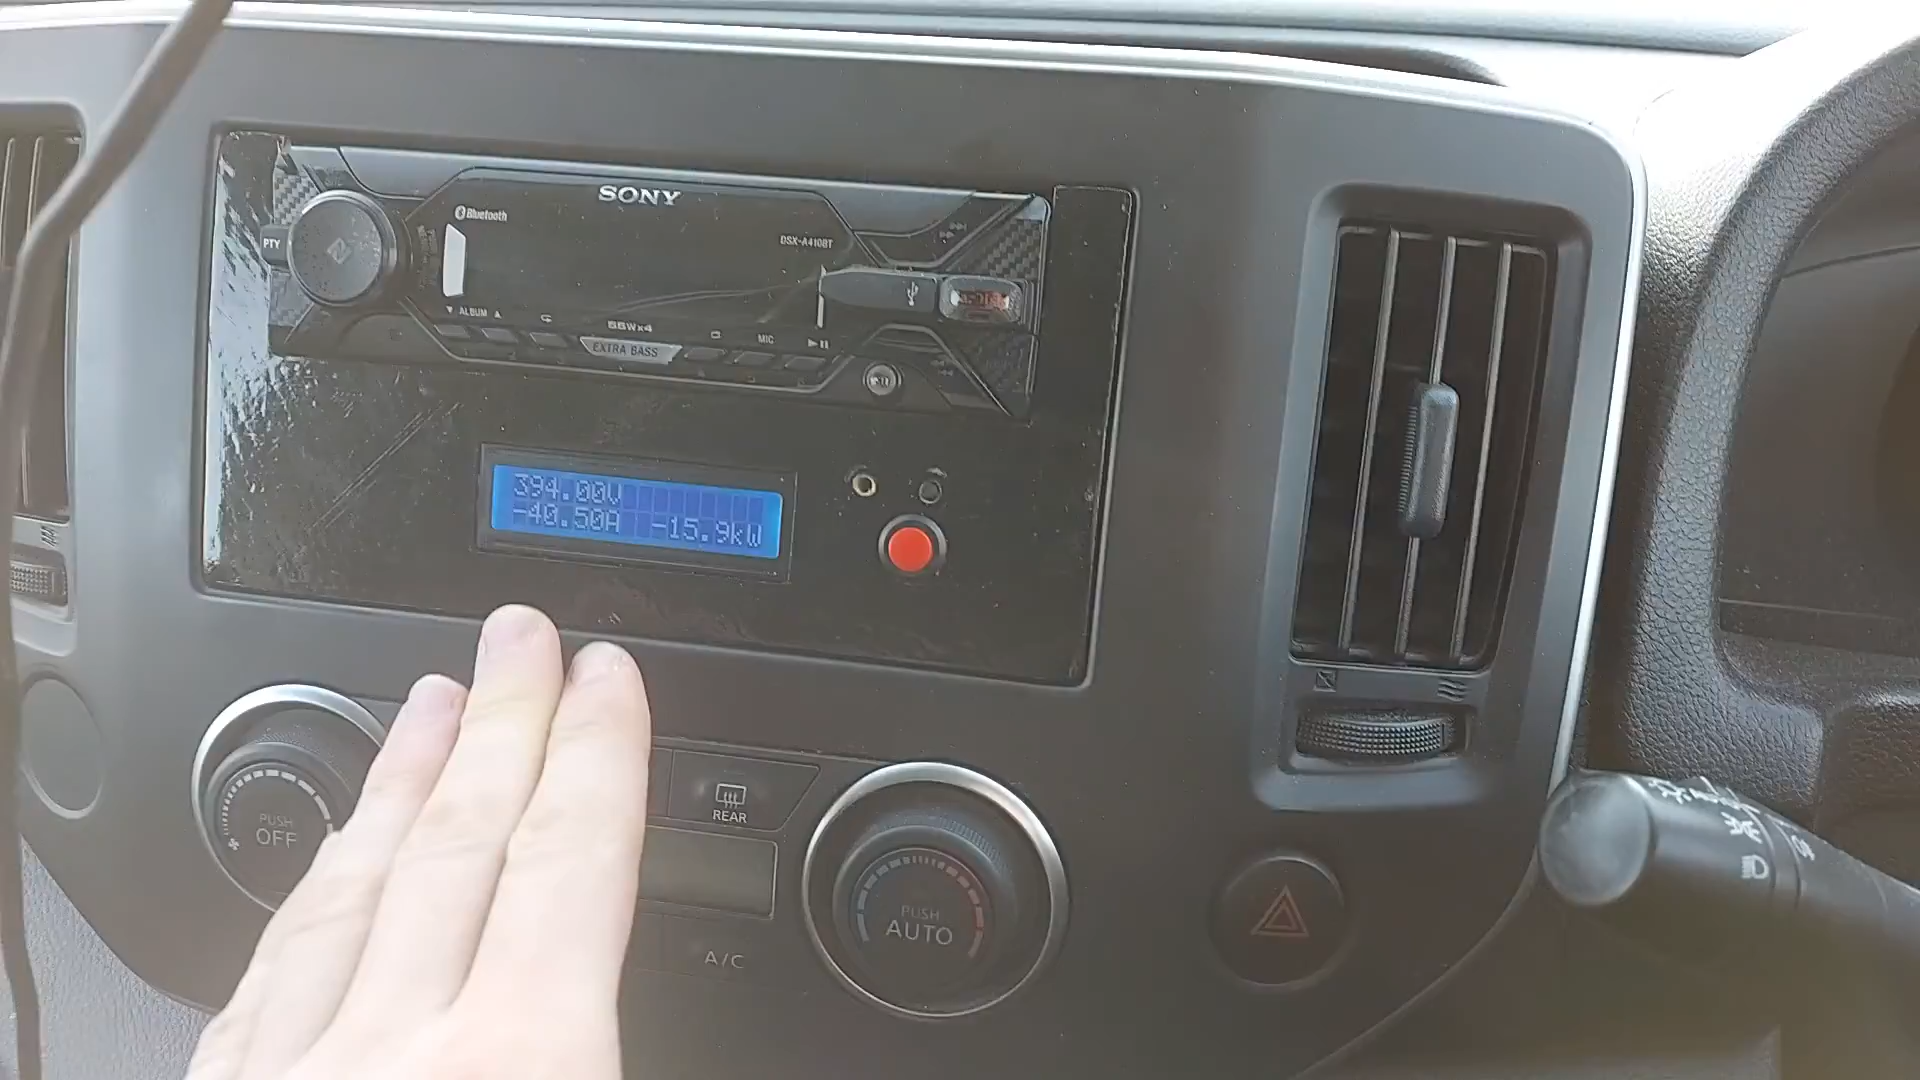 SONY
Bluetooth
DSX-A410BT
PTY
ALBUM
55Wx4
MIC
EXTRA BASS
394.00V
-40.50A -15.9kW
REAR
PUSH
OFF
PUSH
AUTO
A/C